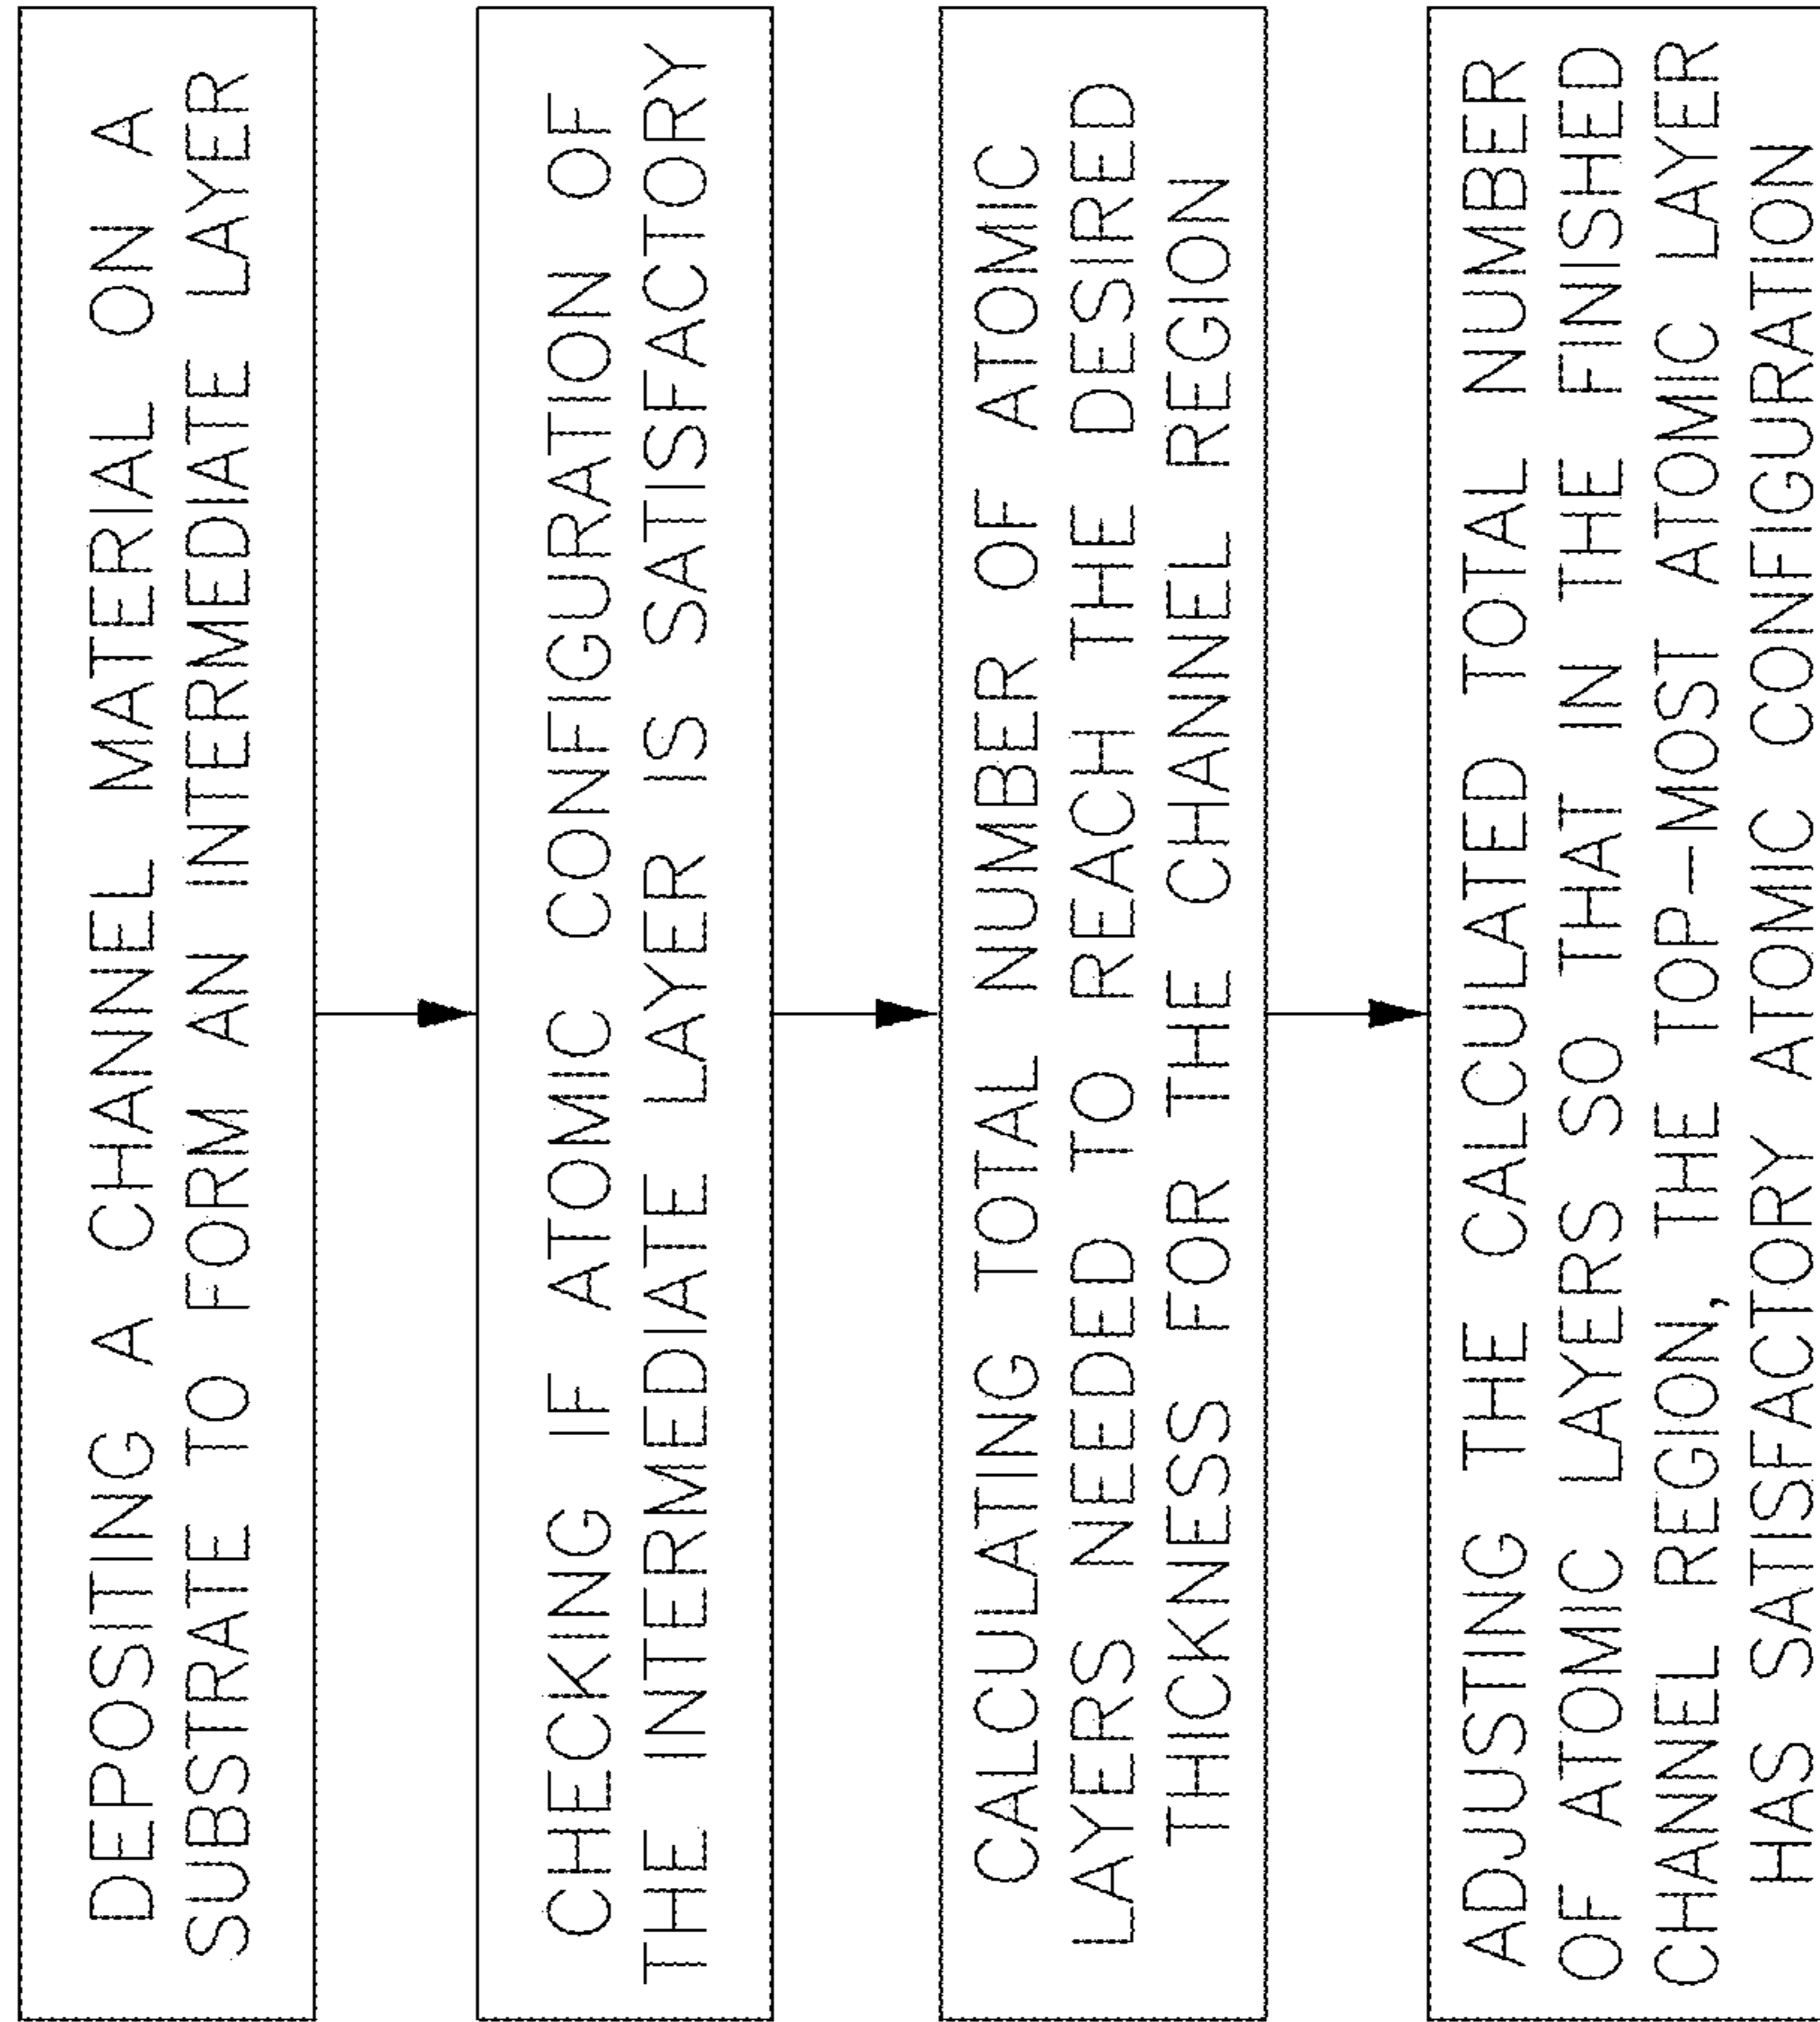 DEPOSITING A CHANNEL MATERIAL ON A
SUBSTRATE TO FORM AN INTERMEDIATE LAYER
CHECKING IF ATOMIC CONFIGURATION OF
THE INTERMEDIATE LAYER IS SATISFACTORY
CALCULATING TOTAL NUMBER OF ATOMIC
LAYERS NEEDED TO REACH THE DESIRED
THICKNESS FOR THE CHANNEL REGION
ADJUSTING THE CALCULATED TOTAL NUMBER
OF ATOMIC LAYERS SO THAT IN THE FINISHED
CHANNEL REGION, THE TOP-MOST ATOMIC LAYER
HAS SATISFACTORY ATOMIC CONFIGURATION